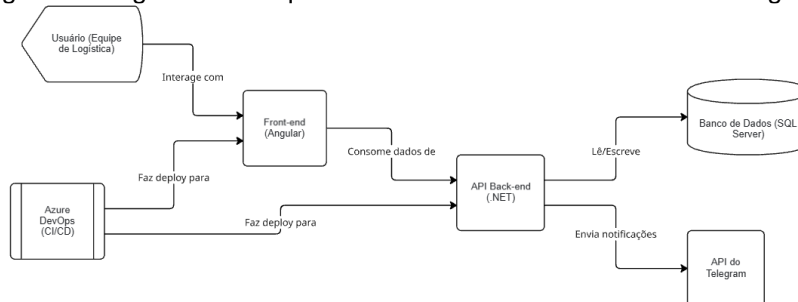 Usuário (Equipe
de Logística)
Interage com
Front-end
(Angular)
Consome dados de
Banco de Dados (SQL
Server)
Lê/Escreve
Faz deploy para
API Back-end
(.NET)
Azure
DevOps
(CI/CD)
Faz deploy para
Envia notificações
API do
Telegram